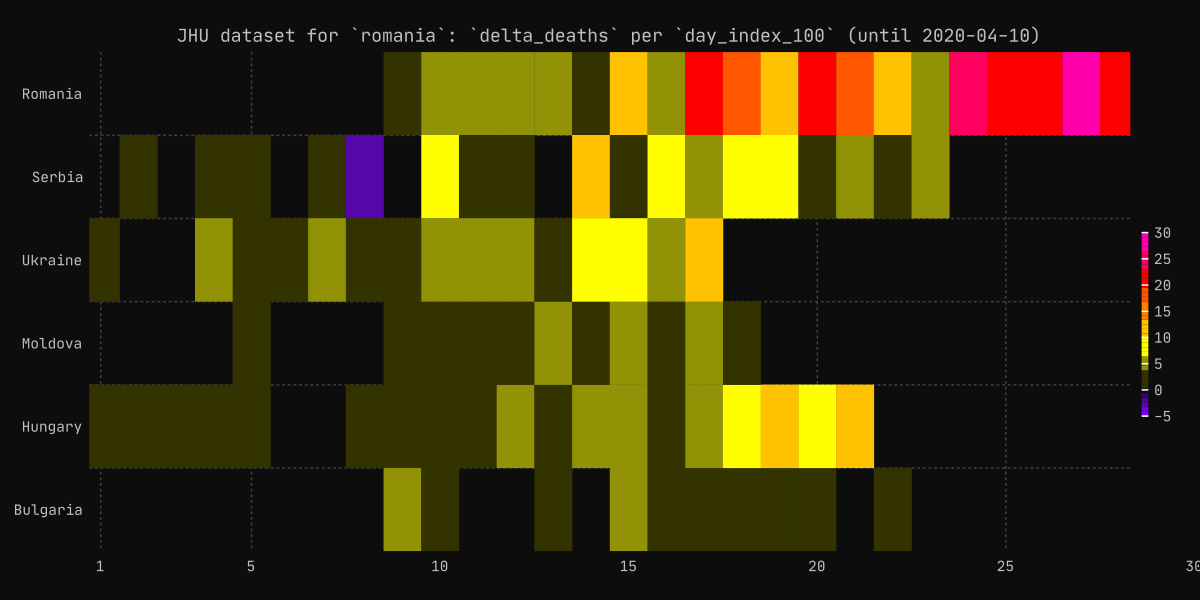 JHU dataset for `romania`: `delta_deaths` per `day_index_100` (until 2020-04-10)
Romania
Serbia
Ukraine
Moldova
Hungary
Bulgaria
30
25
20
15
10
5
0
-5
1 5 10 15 20 25 30